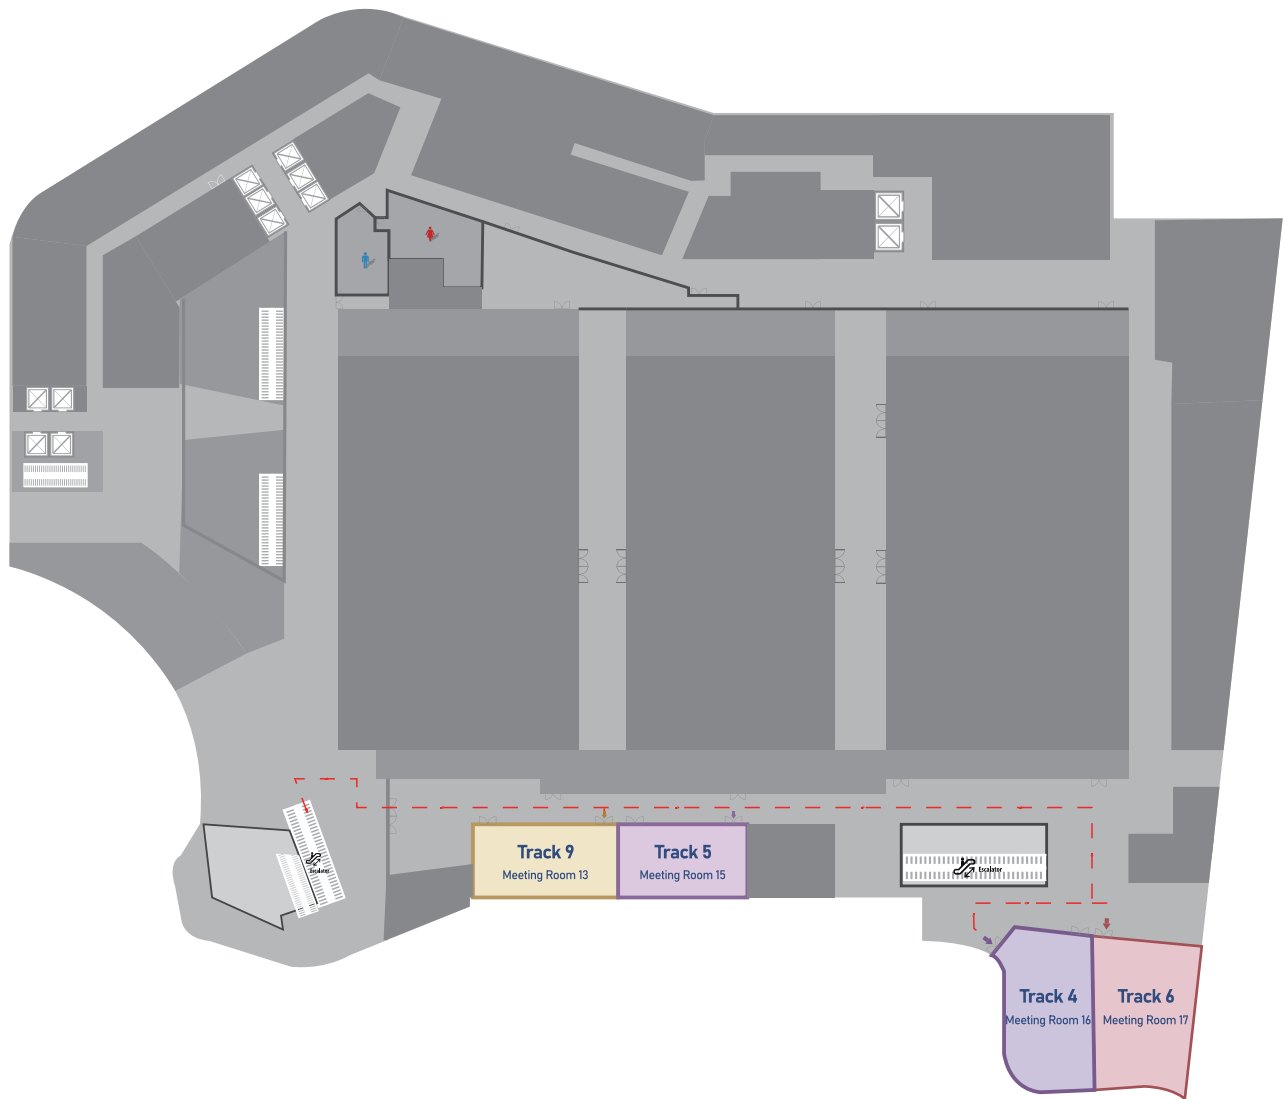 Track 9
Meeting Room 13
Track 5
Meeting Room 15
Escalator
Escalator
Track 4
Meeting Room 16
Track 6
Meeting Room 17